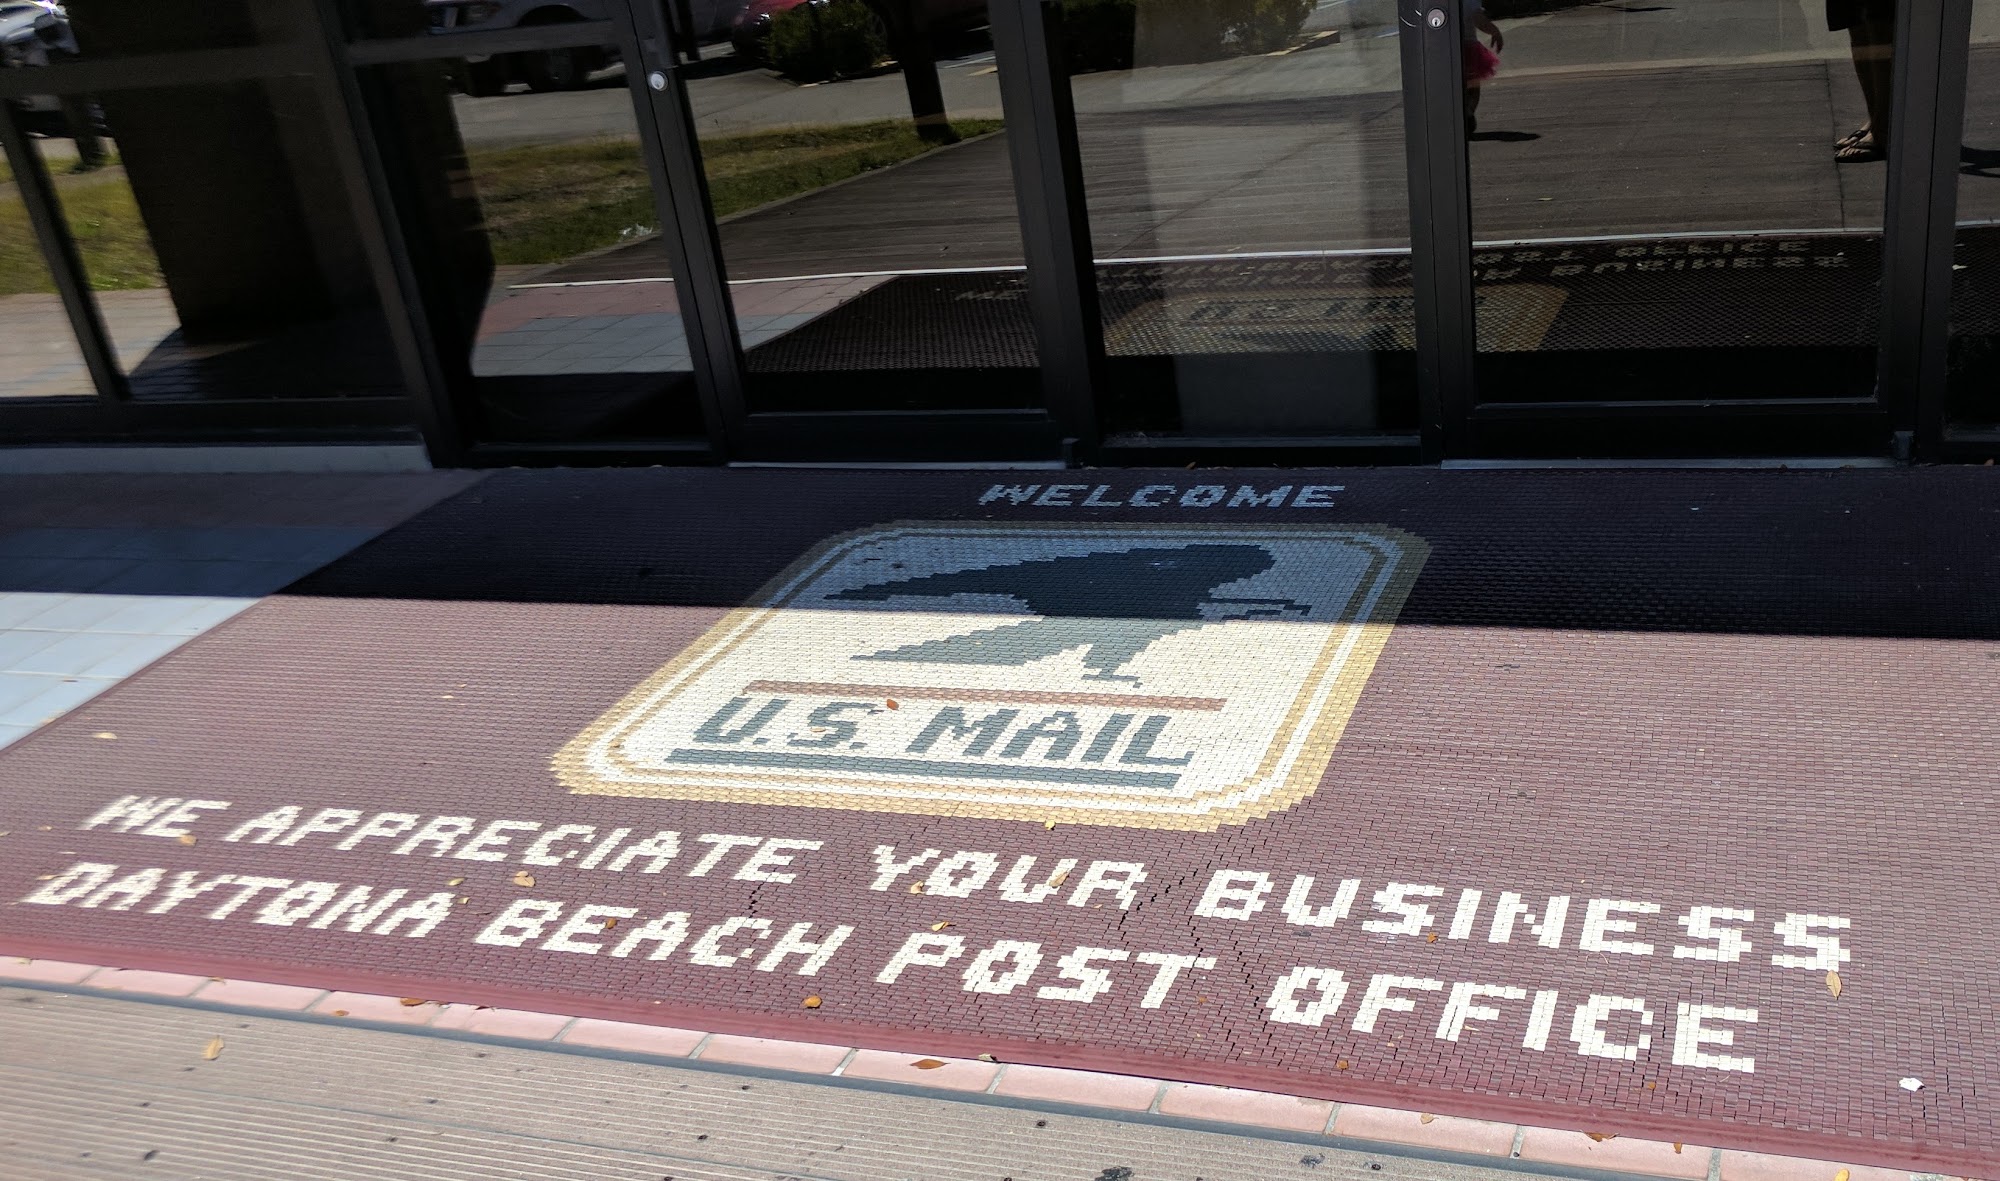 WELCOME
U.S. MAIL
WE APPRECIATE YOUR BUSINESS
DAYTONA BEACH POST OFFICE